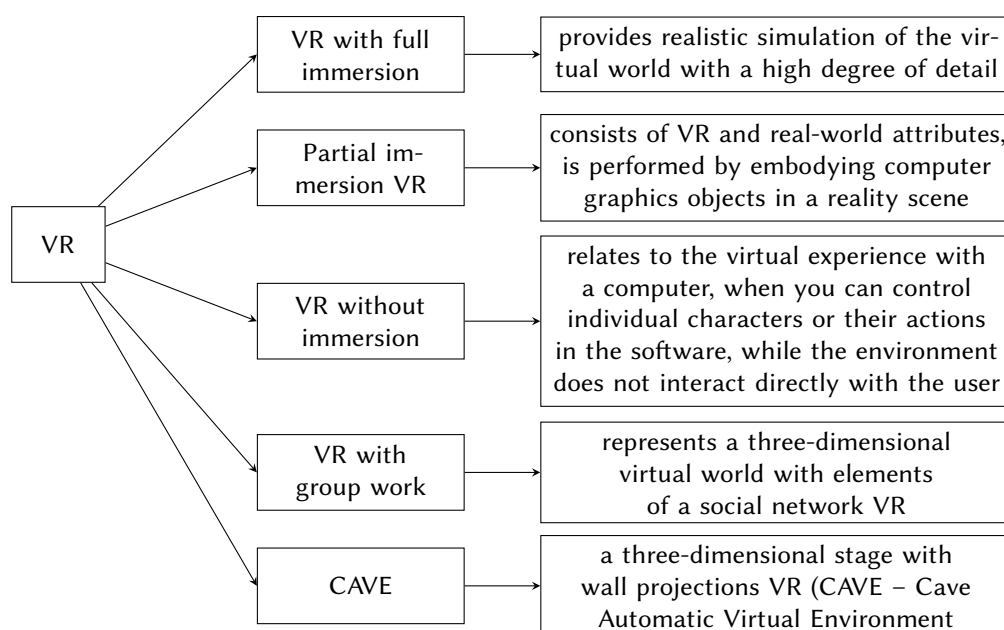 VR with full
immersion
provides realistic simulation of the vir-
tual world with a high degree of detail
Partial im-
mersion VR
consists of VR and real-world attributes,
is performed by embodying computer
graphics objects in a reality scene
VR
VR without
immersion
relates to the virtual experience with
a computer, when you can control
individual characters or their actions
in the software, while the environment
does not interact directly with the user
VR with
group work
represents a three-dimensional
virtual world with elements
of a social network VR
CAVE
a three-dimensional stage with
wall projections VR (CAVE – Cave
Automatic Virtual Environment